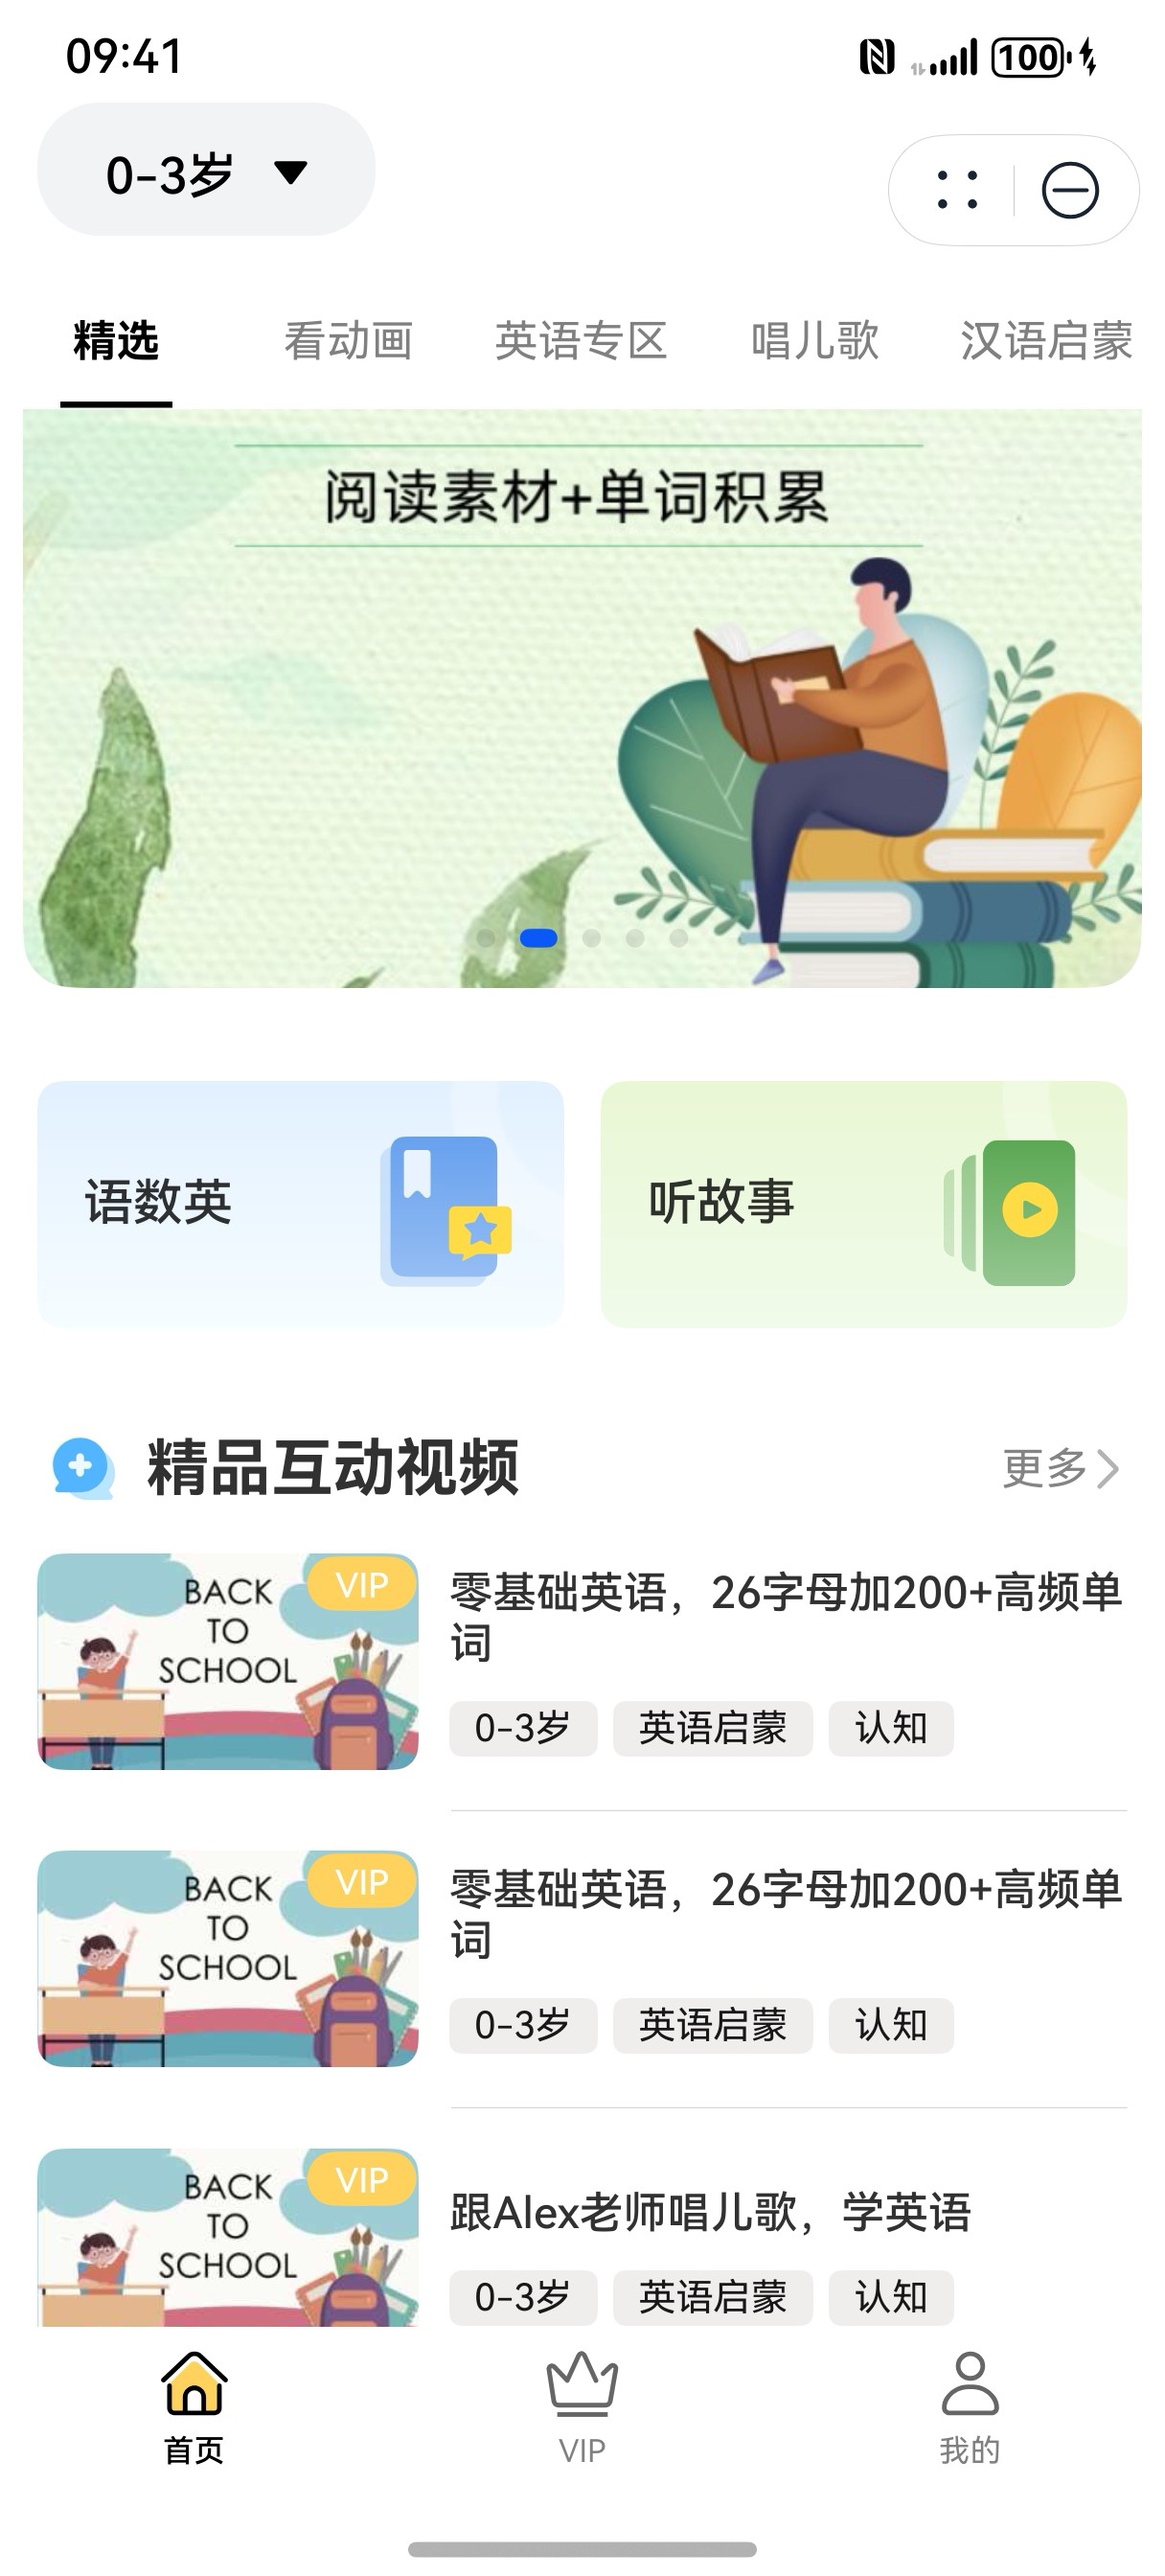 09:41
100
0-3岁
精选 看动画 英语专区 唱儿歌 汉语启蒙
阅读素材+单词积累
语数英 听故事
精品互动视频 更多
BACK
TO
SCHOOL
VIP
零基础英语，26字母加200+高频单
词
0-3岁 英语启蒙 认知
BACK
TO
SCHOOL
VIP
零基础英语，26字母加200+高频单
词
0-3岁 英语启蒙 认知
BACK
TO
SCHOOL
VIP
跟Alex老师唱儿歌，学英语
0-3岁 英语启蒙 认知
首页 VIP 我的